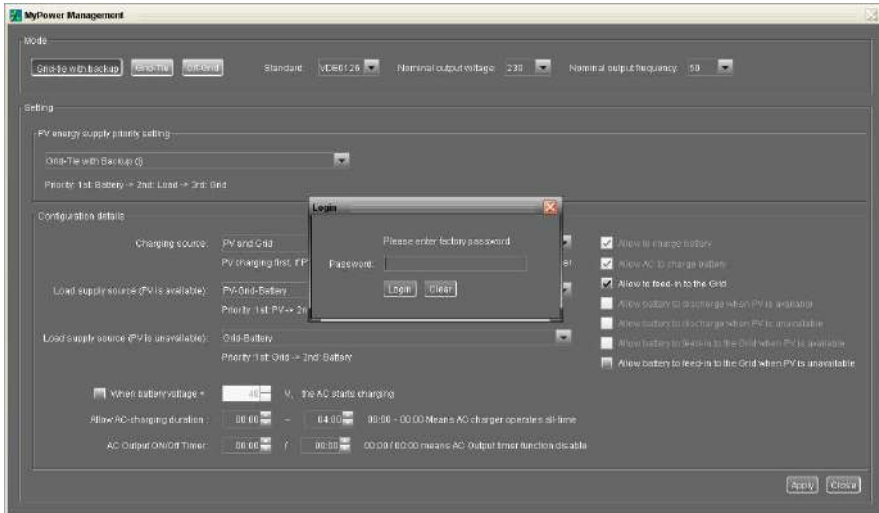 MyPower Management
Mode
Grid-tie with backup Grid-Tie Off-Grid Standard: VDE0126 Nominal output voltage: 230 Nominal output frequency: 50
Setting
PV energy supply priority setting
Grid-Tie with Backup (I)
Priority: 1st: Battery -> 2nd: Load -> 3rd: Grid
Configuration details
Login
Please enter factory password
Password:
Login Clear
Charging source: PV and Grid
PV charging first, if P
Load supply source (PV is available): PV-Grid-Battery
Priority: 1st: PV-> 2n
Load supply source (PV is unavailable): Grid-Battery
Priority: 1st: Grid -> 2nd: Battery
Allow to charge battery
Allow AC to charge battery
Allow to feed-in to the Grid
Allow battery to discharge when PV is available
Allow battery to discharge when PV is unavailable
Allow battery to feed-in to the Grid when PV is available
Allow battery to feed-in to the Grid when PV is unavailable
When battery voltage < V, the AC starts charging
Allow AC-charging duration : 00:00 – 04:00 00:00 - 00:00 Means AC charger operates all-time
AC Output ON/Off Timer: 00:00 / 00:00 00:00 / 00:00 means AC Output timer function disable
Apply Close